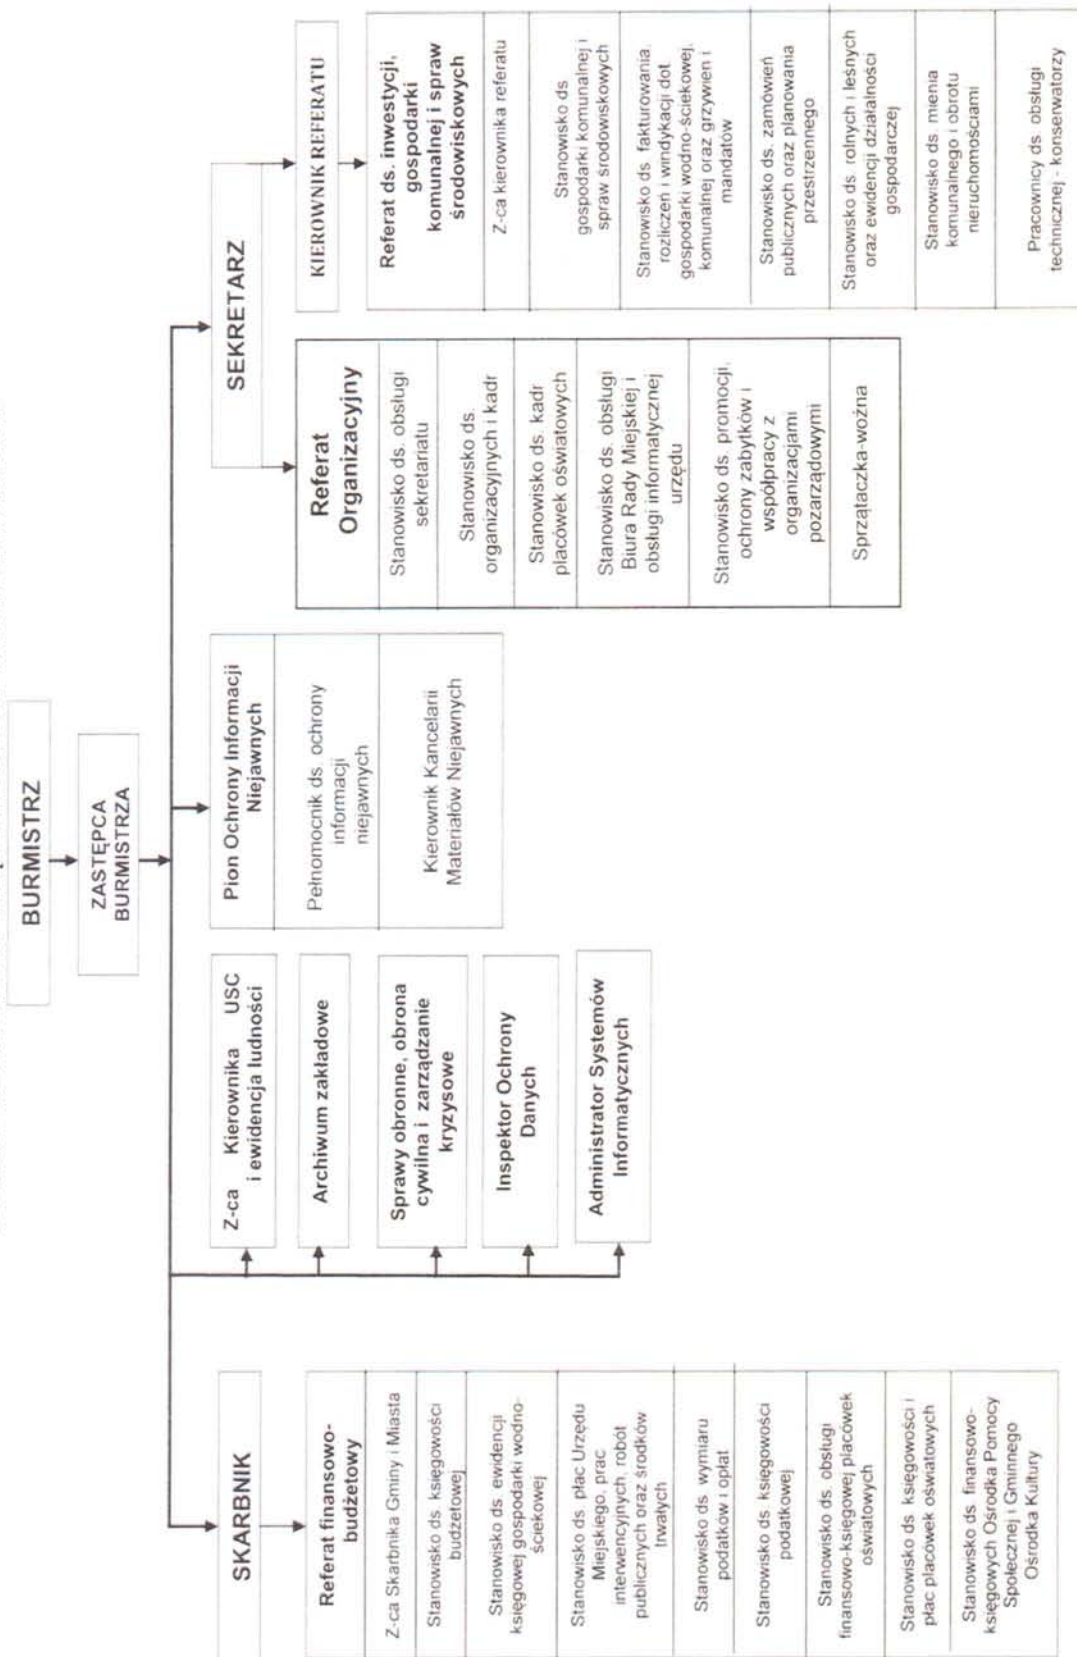 BURMISTRZ
ZASTĘPCA
BURMISTRZA
SKARBNIK
Referat finansowo-
budżetowy
Z-ca Skarbnika Gminy i Miasta
Stanowisko ds księgowości
budżetowej
Stanowisko ds ewidencji
księgowej gospodarki wodno-
ściekowej
Stanowisko ds płac Urzędu
Miejskiego, prac
interwencyjnych, robót
publicznych oraz środków
trwałych
Stanowisko ds wymiaru
podatków i opłat
Stanowisko ds księgowości
podatkowej
Stanowisko ds obsługi
finansowo-księgowej placówek
oświatowych
Stanowisko ds księgowości i
płac placówek oświatowych
Stanowisko ds finansowo-
księgowych Ośrodka Pomocy
Społecznej i Gminnego
Ośrodka Kultury
Z-ca Kierownika USC
i ewidencja ludności
Archiwum zakładowe
Sprawy obronne, obrona
cywilna i zarządzanie
kryzysowe
Inspektor Ochrony
Danych
Administrator Systemów
Informatycznych
Pion Ochrony Informacji
Niejawnych
Pełnomocnik ds. ochrony
informacji
niejawnych
Kierownik Kancelarii
Materiałów Niejawnych
SEKRETARZ
Referat
Organizacyjny
Stanowisko ds. obsługi
sekretariatu
Stanowisko ds.
organizacyjnych i kadr
Stanowisko ds. kadr
placówek oświatowych
Stanowisko ds. obsługi
Biura Rady Miejskiej i
obsługi informatycznej
urzędu
Stanowisko ds. promocji,
ochrony zabytków i
współpracy z
organizacjami
pozarządowymi
Sprzątaczka-woźna
KIEROWNIK REFERATU
Referat ds. inwestycji,
gospodarki
komunalnej i spraw
środowiskowych
Z-ca kierownika referatu
Stanowisko ds
gospodarki komunalnej i
spraw środowiskowych
Stanowisko ds fakturowania,
rozliczeń i windykacji dot.
gospodarki wodno-ściekowej,
komunalnej oraz grzywien i
mandatów
Stanowisko ds. zamówień
publicznych oraz planowania
przestrzennego
Stanowisko ds rolnych i leśnych
oraz ewidencji działalności
gospodarczej
Stanowisko ds mienia
komunalnego i obrotu
nieruchomościami
Pracownicy ds obsługi
technicznej - konserwatorzy